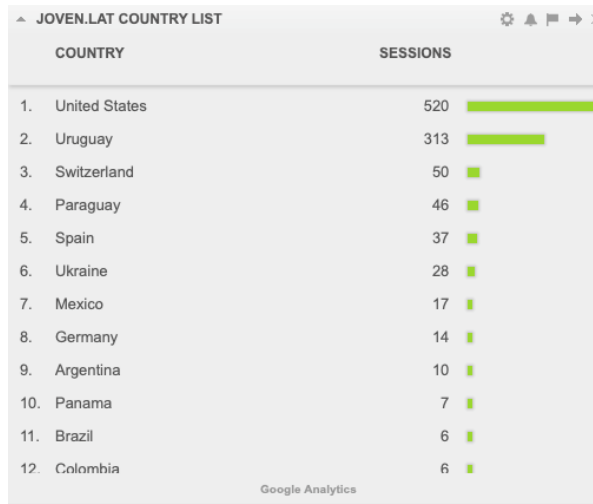 JOVEN.LAT COUNTRY LIST
COUNTRY SESSIONS
1. United States 520
2. Uruguay 313
3. Switzerland 50
4. Paraguay 46
5. Spain 37
6. Ukraine 28
7. Mexico 17
8. Germany 14
9. Argentina 10
10. Panama 7
11. Brazil 6
12. Colombia 6
Google Analytics